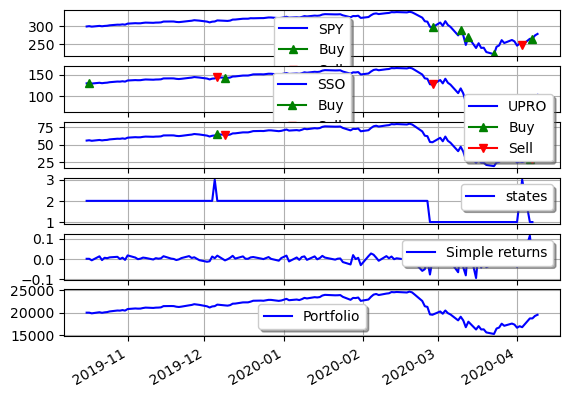 300
250
SPY
Buy
150
100
SSO
Buy
75
50
25
UPRO
Buy
Sell
3
2
1
states
0.1
0.0
−0.1
Simple returns
25000
20000
15000
Portfolio
2019-11
2019-12
2020-01
2020-02
2020-03
2020-04